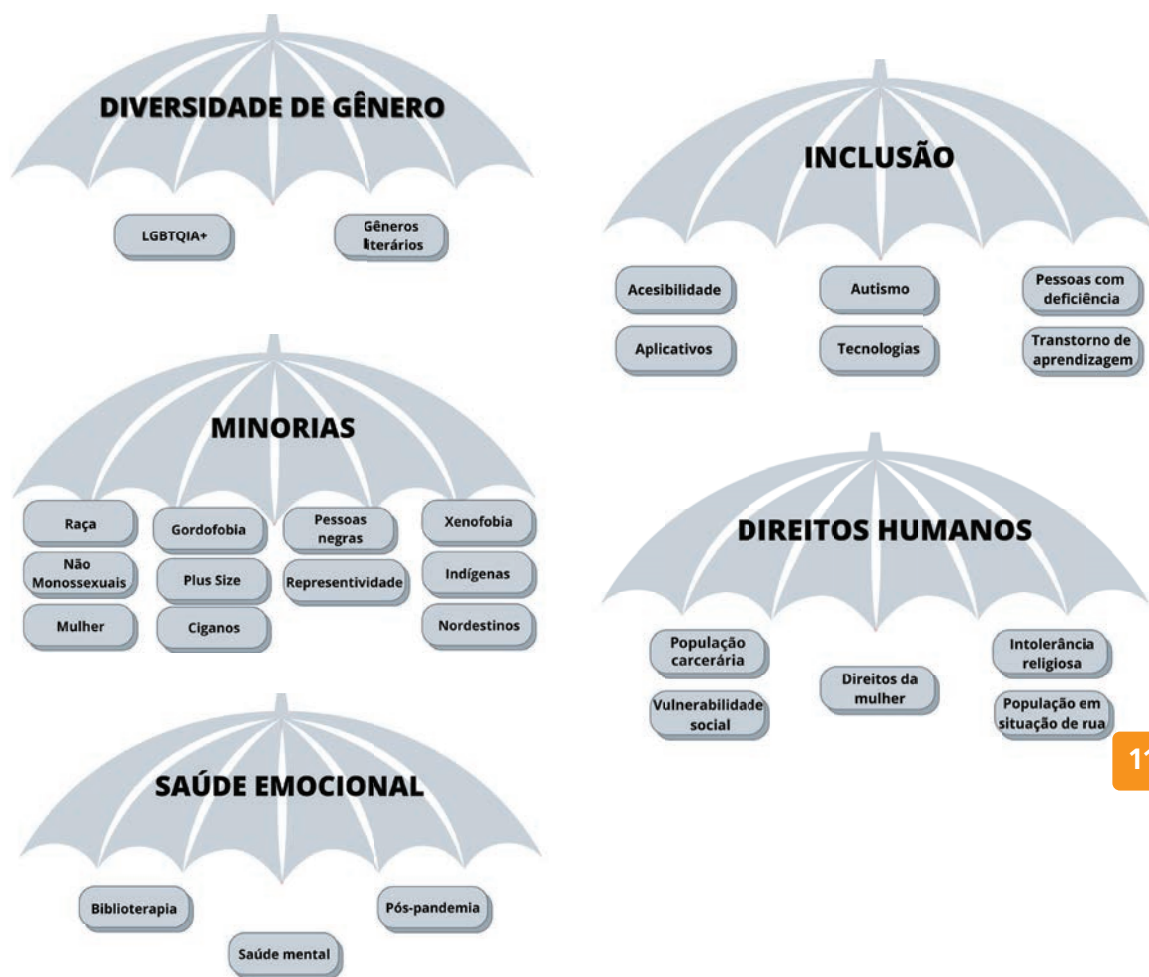 DIVERSIDADE DE GÊNERO
LGBTQIA+
Gêneros
literários
MINORIAS
Raça
Gordofobia
Pessoas
negras
Xenofobia
Não
Monossexuais
Plus Size
Representividade
Indígenas
Mulher
Ciganos
Nordestinos
SAÚDE EMOCIONAL
Biblioterapia
Pós-pandemia
Saúde mental
INCLUSÃO
Acesibilidade
Autismo
Pessoas com
deficiência
Aplicativos
Tecnologias
Transtorno de
aprendizagem
DIREITOS HUMANOS
População
carcerária
Direitos da
mulher
Intolerância
religiosa
Vulnerabilidade
social
População em
situação de rua